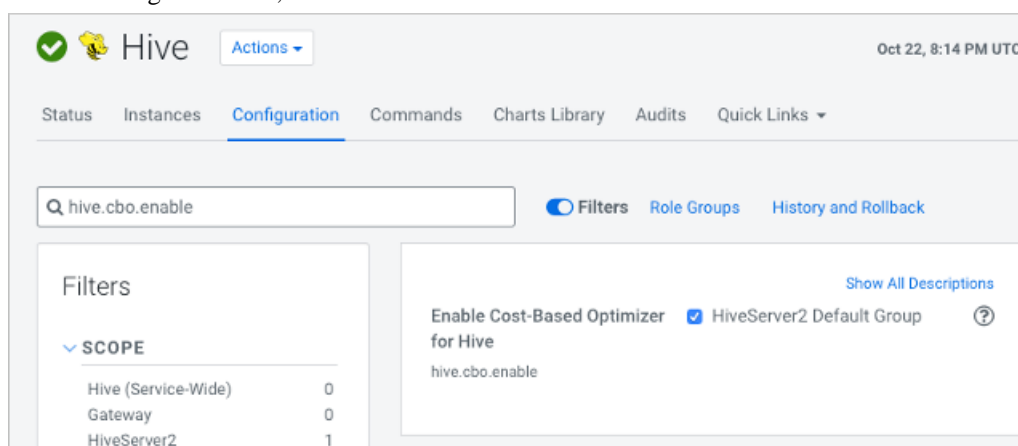 Hive Actions
Oct 22, 8:14 PM UTC
Status Instances Configuration Commands Charts Library Audits Quick Links
hive.cbo.enable
Filters Role Groups History and Rollback
Filters
SCOPE
Hive (Service-Wide) 0
Gateway 0
HiveServer2 1
Show All Descriptions
Enable Cost-Based Optimizer HiveServer2 Default Group ?
for Hive
hive.cbo.enable